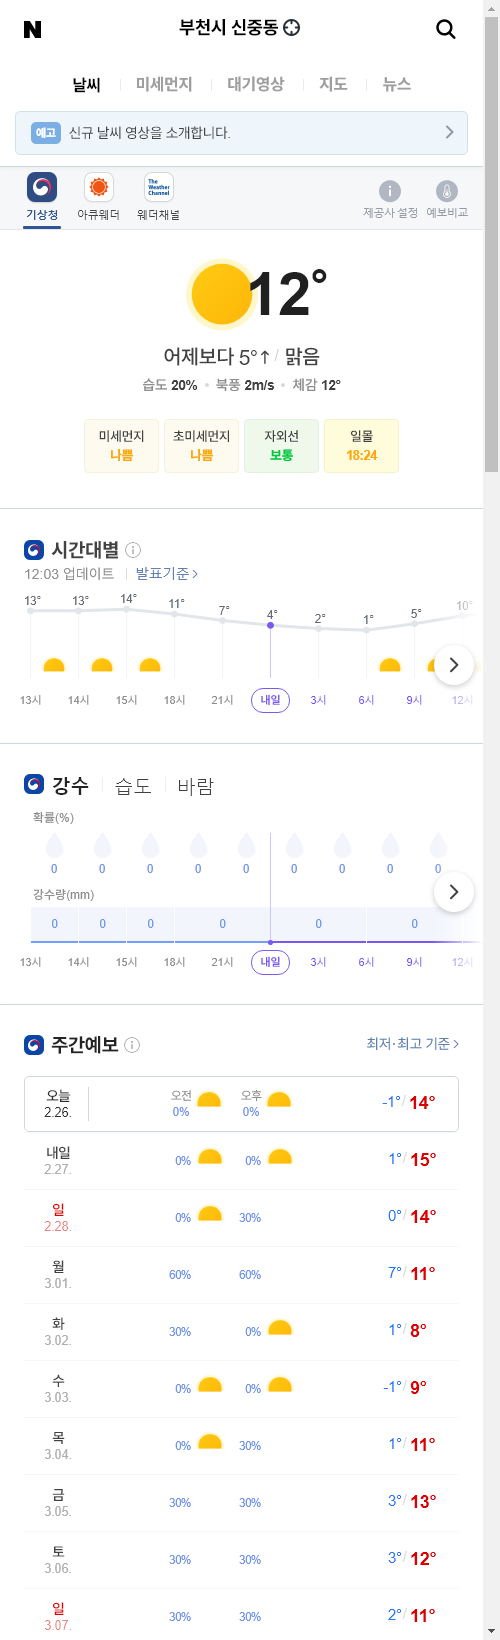 N
부천시 신중동
날씨 미세먼지 대기영상 지도 뉴스
예고 신규 날씨 영상을 소개합니다.
The Weather Channel
기상청 아큐웨더 웨더채널 제공사 설정 예보비교
12°
어제보다 5°↑ / 맑음
습도 20% • 북풍 2m/s • 체감 12°
미세먼지 초미세먼지 자외선 일몰
나쁨 나쁨 보통 18:24
시간대별
12:03 업데이트 발표기준 >
13° 13° 14° 11° 7° 4° 2° 1° 5° 10°
13시 14시 15시 18시 21시 내일 3시 6시 9시 12시
강수 습도 바람
확률(%)
0 0 0 0 0 0 0 0 0
강수량(mm)
0 0 0 0 0 0
13시 14시 15시 18시 21시 내일 3시 6시 9시 12시
주간예보 최저·최고 기준 >
오늘 2.26. 오전 0% 오후 0% -1° / 14°
내일 2.27. 0% 0% 1° / 15°
일 2.28. 0% 30% 0° / 14°
월 3.01. 60% 60% 7° / 11°
화 3.02. 30% 0% 1° / 8°
수 3.03. 0% 0% -1° / 9°
목 3.04. 0% 30% 1° / 11°
금 3.05. 30% 30% 3° / 13°
토 3.06. 30% 30% 3° / 12°
일 3.07. 30% 30% 2° / 11°